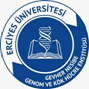 ERCİYES ÜNİVERSİTESİ
GEVHER NESİBE
GENOM VE KÖK HÜCRE ENSTİTÜSÜ